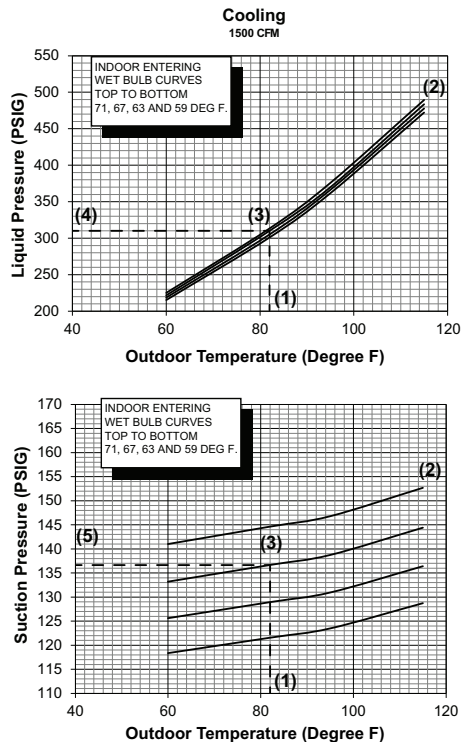 Cooling
1500 CFM
550
500
450
400
350
300
250
200
Liquid Pressure (PSIG)
INDOOR ENTERING
WET BULB CURVES
TOP TO BOTTOM
71, 67, 63 AND 59 DEG F.
(2)
(4)
(3)
(1)
40 60 80 100 120
Outdoor Temperature (Degree F)
170
165
160
155
150
145
140
135
130
125
120
115
110
Suction Pressure (PSIG)
INDOOR ENTERING
WET BULB CURVES
TOP TO BOTTOM
71, 67, 63 AND 59 DEG F.
(2)
(5)
(3)
(1)
40 60 80 100 120
Outdoor Temperature (Degree F)